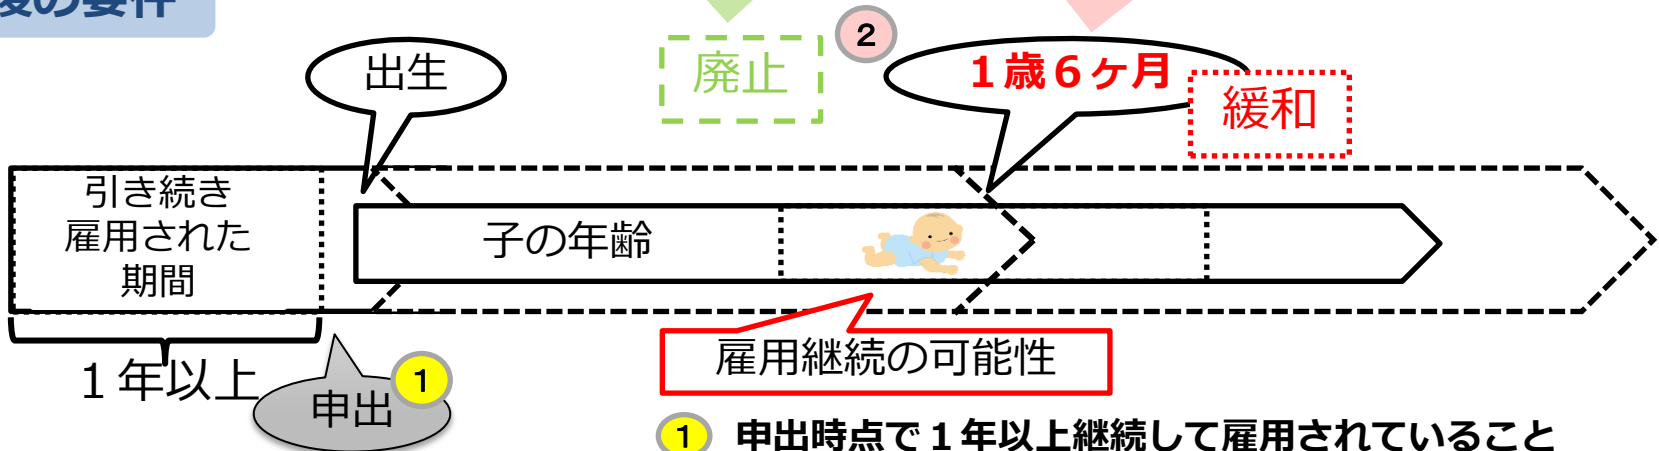 後の要件
出生
廃止
2
1歳6ヶ月
緩和
引き続き
雇用された
期間
子の年齢
1年以上
申出
1
雇用継続の可能性
1 申出時点で1年以上継続して雇用されていること